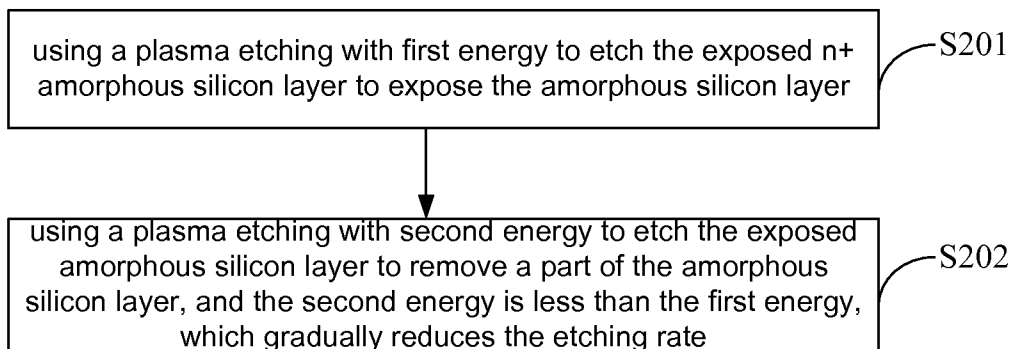 using a plasma etching with first energy to etch the exposed n+
amorphous silicon layer to expose the amorphous silicon layer
S201
using a plasma etching with second energy to etch the exposed
amorphous silicon layer to remove a part of the amorphous
silicon layer, and the second energy is less than the first energy,
which gradually reduces the etching rate
S202